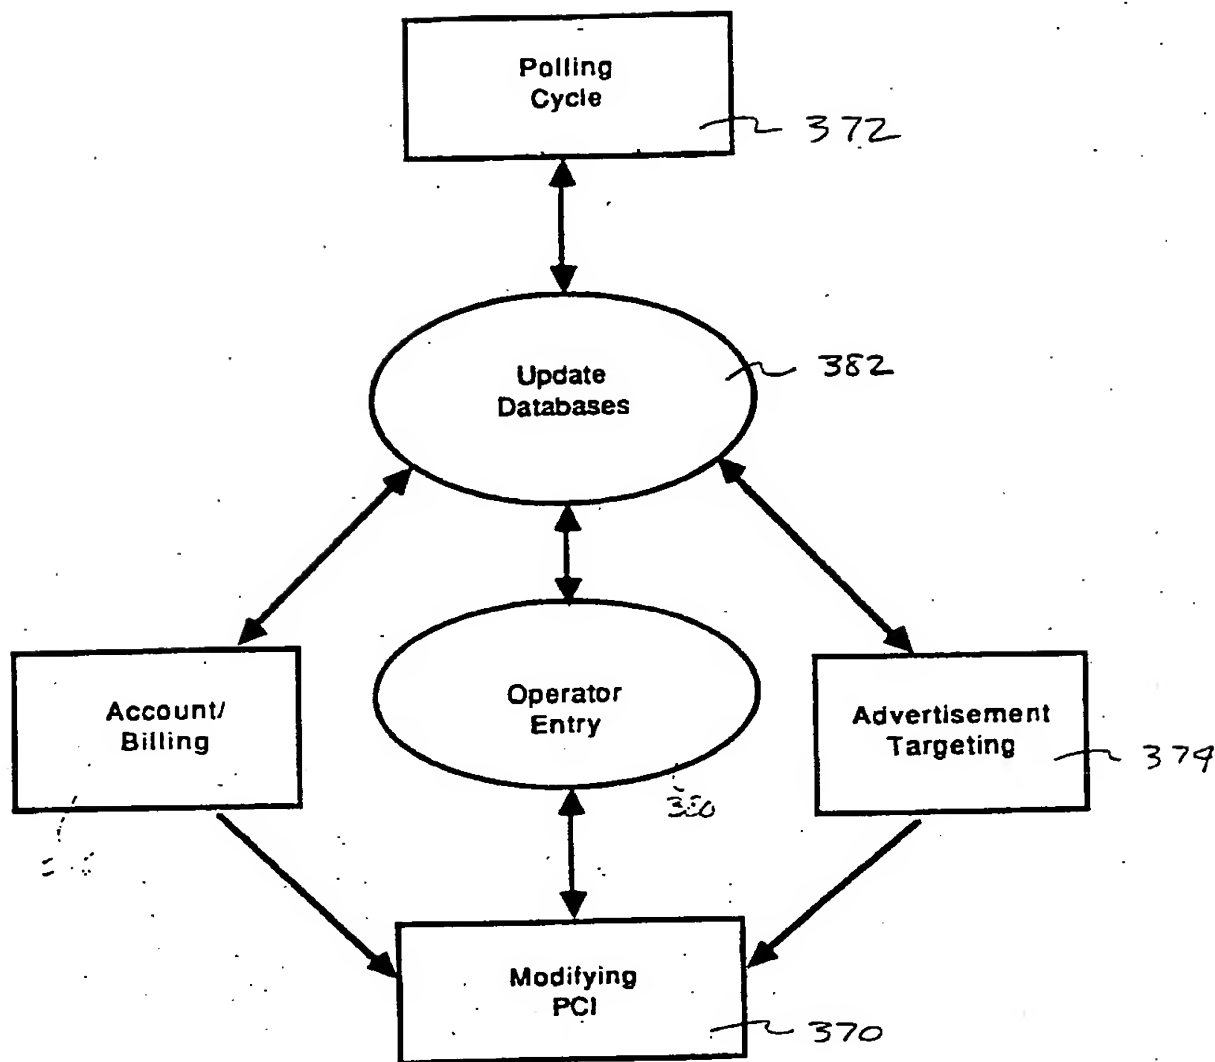 Polling
Cycle
372
Update
Databases
382
Account/
Billing
Operator
Entry
Advertisement
Targeting
374
Modifying
PCI
370